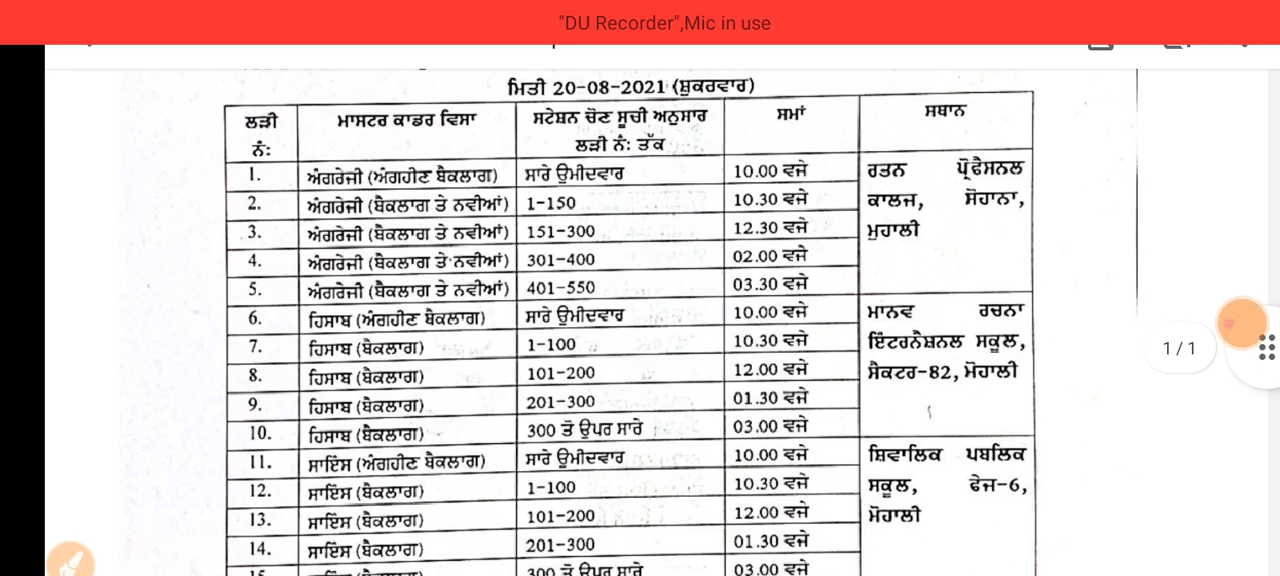 "DU Recorder",Mic in use
ਮਿਤੀ 20-08-2021 (ਸ਼ੁਕਰਵਾਰ)
ਲੜੀ ਨੰ: ਮਾਸਟਰ ਕਾਡਰ ਵਿਸਾ ਸਟੇਸ਼ਨ ਚੋਣ ਸੂਚੀ ਅਨੁਸਾਰ ਲੜੀ ਨੰ: ਤੱਕ ਸਮਾਂ ਸਥਾਨ
1. ਅੰਗਰੇਜੀ (ਅੰਗਹੀਣ ਬੈਕਲਾਗ) ਸਾਰੇ ਉਮੀਦਵਾਰ 10.00 ਵਜੇ ਰਤਨ ਪ੍ਰੋਫੈਸਨਲ
2. ਅੰਗਰੇਜੀ (ਬੈਕਲਾਗ ਤੇ ਨਵੀਆਂ) 1-150 10.30 ਵਜੇ ਕਾਲਜ, ਸੋਹਾਨਾ,
3. ਅੰਗਰੇਜੀ (ਬੈਕਲਾਗ ਤੇ ਨਵੀਆਂ) 151-300 12.30 ਵਜੇ ਮੁਹਾਲੀ
4. ਅੰਗਰੇਜੀ (ਬੈਕਲਾਗ ਤੇ ਨਵੀਆਂ) 301-400 02.00 ਵਜੇ
5. ਅੰਗਰੇਜੀ (ਬੈਕਲਾਗ ਤੇ ਨਵੀਆਂ) 401-550 03.30 ਵਜੇ
6. ਹਿਸਾਬ (ਅੰਗਹੀਣ ਬੈਕਲਾਗ) ਸਾਰੇ ਉਮੀਦਵਾਰ 10.00 ਵਜੇ ਮਾਨਵ ਰਚਨਾ
7. ਹਿਸਾਬ (ਬੈਕਲਾਗ) 1-100 10.30 ਵਜੇ ਇੰਟਰਨੈਸ਼ਨਲ ਸਕੂਲ,
8. ਹਿਸਾਬ (ਬੈਕਲਾਗ) 101-200 12.00 ਵਜੇ ਸੈਕਟਰ-82, ਮੋਹਾਲੀ
9. ਹਿਸਾਬ (ਬੈਕਲਾਗ) 201-300 01.30 ਵਜੇ
10. ਹਿਸਾਬ (ਬੈਕਲਾਗ) 300 ਤੋਂ ਉਪਰ ਸਾਰੇ 03.00 ਵਜੇ
11. ਸਾਇੰਸ (ਅੰਗਹੀਣ ਬੈਕਲਾਗ) ਸਾਰੇ ਉਮੀਦਵਾਰ 10.00 ਵਜੇ ਸ਼ਿਵਾਲਿਕ ਪਬਲਿਕ
12. ਸਾਇੰਸ (ਬੈਕਲਾਗ) 1-100 10.30 ਵਜੇ ਸਕੂਲ, ਫੇਜ-6,
13. ਸਾਇੰਸ (ਬੈਕਲਾਗ) 101-200 12.00 ਵਜੇ ਮੋਹਾਲੀ
14. ਸਾਇੰਸ (ਬੈਕਲਾਗ) 201-300 01.30 ਵਜੇ
300 ਤੋਂ ਉਪਰ ਸਾਰੇ 03.00 ਵਜੇ
1/1